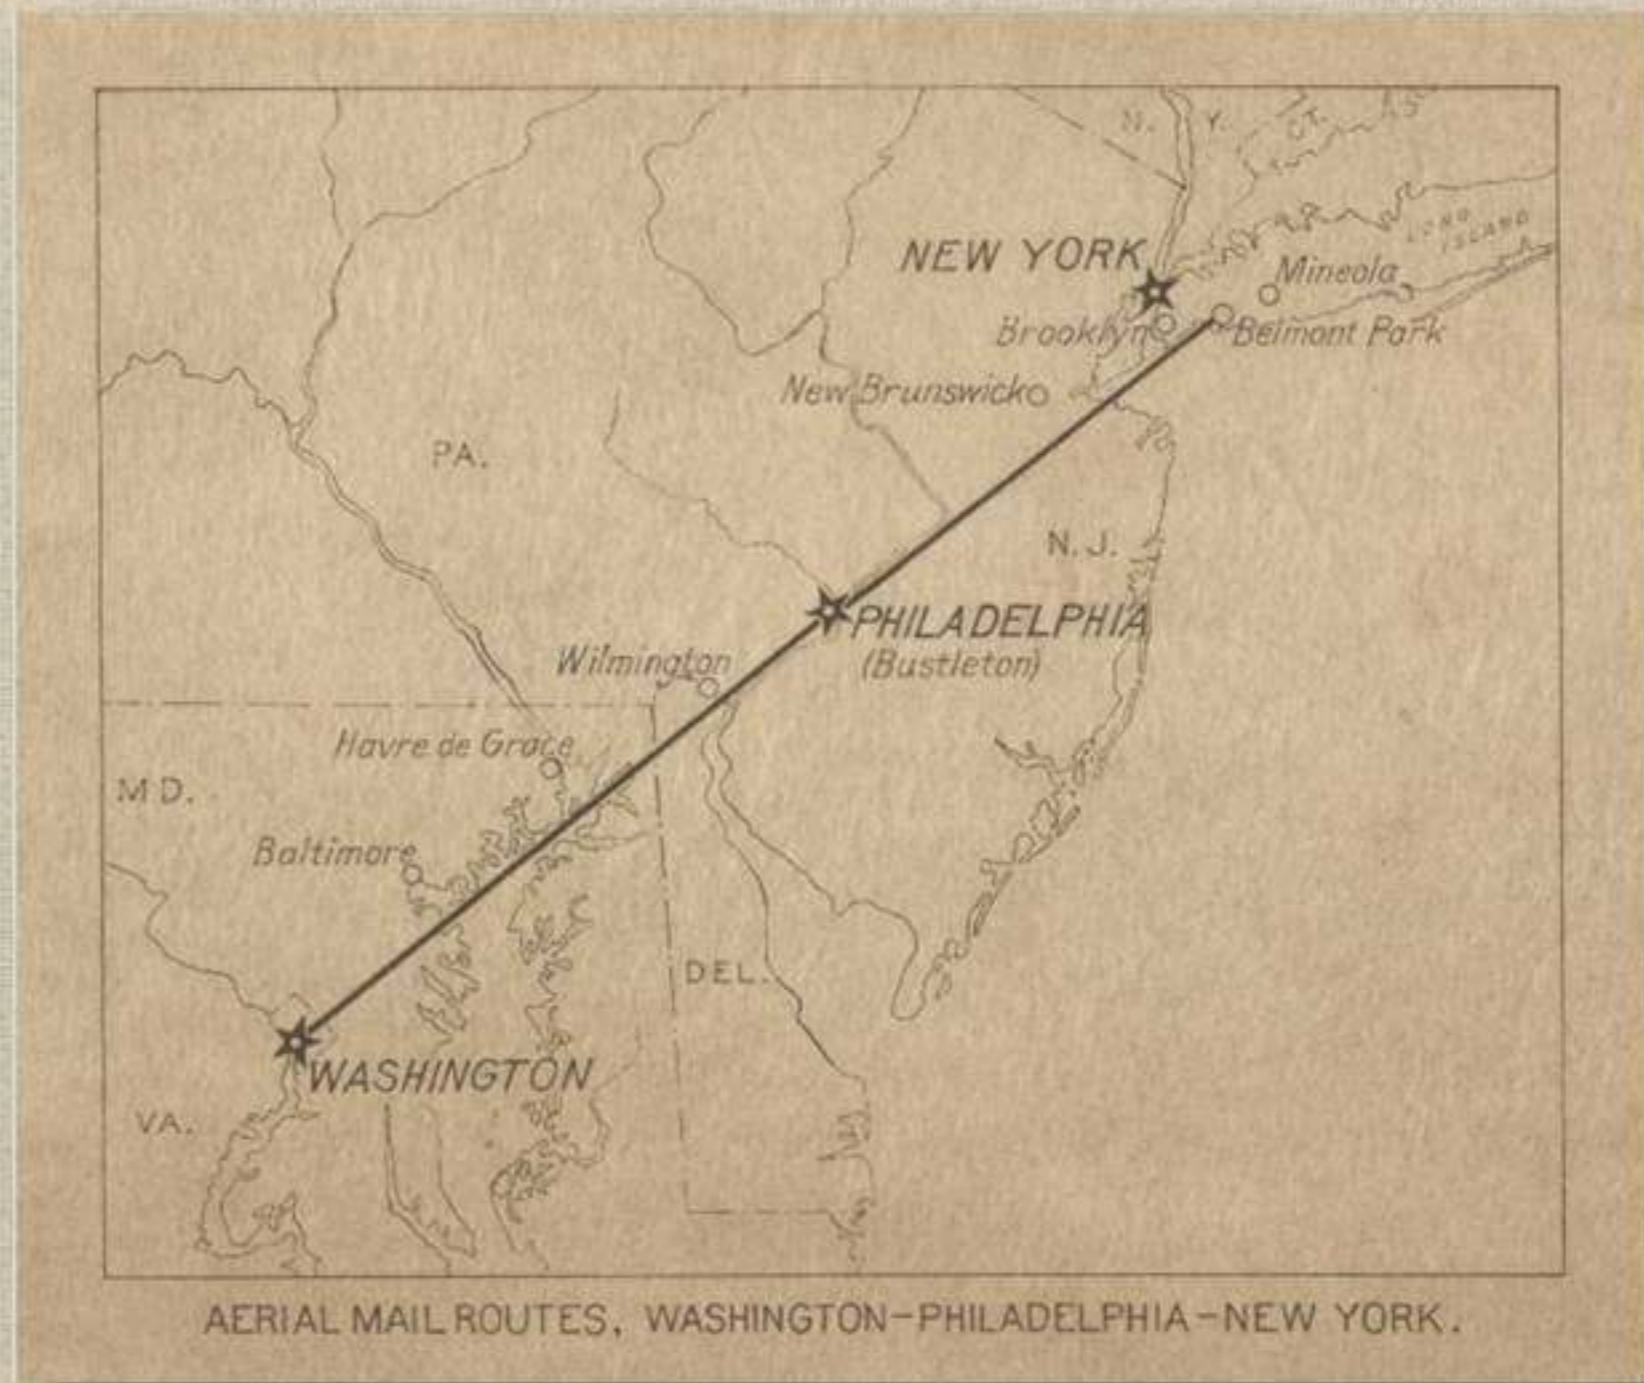 N. Y.
CT.
LONG
ISLAND
NEW YORK
Mineola
Brooklyn
Belmont Park
New Brunswick
PA.
N. J.
PHILADELPHIA
(Bustleton)
Wilmington
Havre de Grace
MD.
Baltimore
DEL.
WASHINGTON
VA.
AERIAL MAIL ROUTES, WASHINGTON-PHILADELPHIA-NEW YORK.